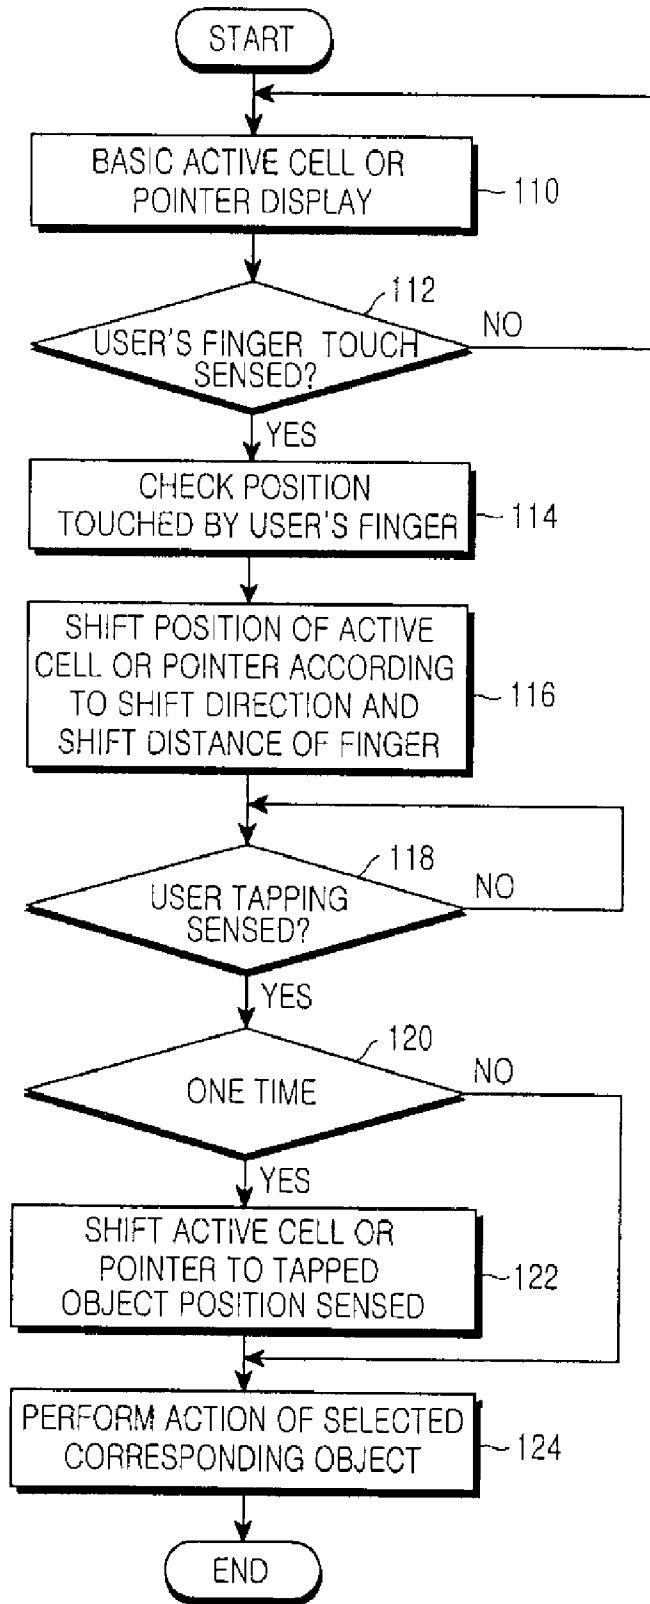 START
BASIC ACTIVE CELL OR
POINTER DISPLAY
110
112
USER'S FINGER TOUCH
SENSED?
NO
YES
CHECK POSITION
TOUCHED BY USER'S FINGER
114
SHIFT POSITION OF ACTIVE
CELL OR POINTER ACCORDING
TO SHIFT DIRECTION AND
SHIFT DISTANCE OF FINGER
116
118
USER TAPPING
SENSED?
NO
YES
120
ONE TIME
NO
YES
SHIFT ACTIVE CELL OR
POINTER TO TAPPED
OBJECT POSITION SENSED
122
PERFORM ACTION OF SELECTED
CORRESPONDING OBJECT
124
END